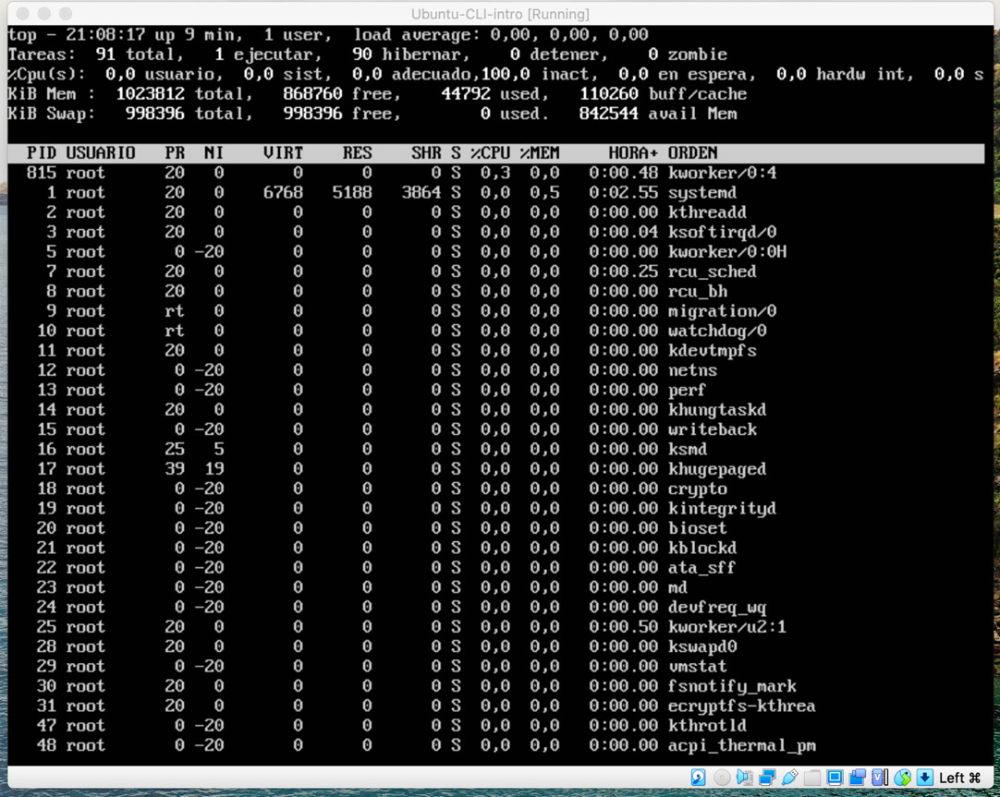 Ubuntu-CLI-intro [Running]
top - 21:08:17 up 9 min,  1 user,  load average: 0,00, 0,00, 0,00
Tareas:  91 total,   1 ejecutar,  90 hibernar,    0 detener,    0 zombie
%Cpu(s):  0,0 usuario,  0,0 sist,  0,0 adecuado,100,0 inact,  0,0 en espera,  0,0 hardw int,  0,0 s
KiB Mem :  1023812 total,   868760 free,    44792 used,   110260 buff/cache
KiB Swap:   998396 total,   998396 free,        0 used.   842544 avail Mem
PID USUARIO   PR  NI    VIRT    RES    SHR S %CPU %MEM     HORA+ ORDEN
815 root      20   0       0      0      0 S  0,3  0,0   0:00.48 kworker/0:4
1 root      20   0    6768   5188   3864 S  0,0  0,5   0:02.55 systemd
2 root      20   0       0      0      0 S  0,0  0,0   0:00.00 kthreadd
3 root      20   0       0      0      0 S  0,0  0,0   0:00.04 ksoftirqd/0
5 root       0 -20       0      0      0 S  0,0  0,0   0:00.00 kworker/0:0H
7 root      20   0       0      0      0 S  0,0  0,0   0:00.25 rcu_sched
8 root      20   0       0      0      0 S  0,0  0,0   0:00.00 rcu_bh
9 root      rt   0       0      0      0 S  0,0  0,0   0:00.00 migration/0
10 root      rt   0       0      0      0 S  0,0  0,0   0:00.00 watchdog/0
11 root      20   0       0      0      0 S  0,0  0,0   0:00.00 kdevtmpfs
12 root       0 -20       0      0      0 S  0,0  0,0   0:00.00 netns
13 root       0 -20       0      0      0 S  0,0  0,0   0:00.00 perf
14 root      20   0       0      0      0 S  0,0  0,0   0:00.00 khungtaskd
15 root       0 -20       0      0      0 S  0,0  0,0   0:00.00 writeback
16 root      25   5       0      0      0 S  0,0  0,0   0:00.00 ksmd
17 root      39  19       0      0      0 S  0,0  0,0   0:00.00 khugepaged
18 root       0 -20       0      0      0 S  0,0  0,0   0:00.00 crypto
19 root       0 -20       0      0      0 S  0,0  0,0   0:00.00 kintegrityd
20 root       0 -20       0      0      0 S  0,0  0,0   0:00.00 bioset
21 root       0 -20       0      0      0 S  0,0  0,0   0:00.00 kblockd
22 root       0 -20       0      0      0 S  0,0  0,0   0:00.00 ata_sff
23 root       0 -20       0      0      0 S  0,0  0,0   0:00.00 md
24 root       0 -20       0      0      0 S  0,0  0,0   0:00.00 devfreq_wq
25 root      20   0       0      0      0 S  0,0  0,0   0:00.50 kworker/u2:1
28 root      20   0       0      0      0 S  0,0  0,0   0:00.00 kswapd0
29 root       0 -20       0      0      0 S  0,0  0,0   0:00.00 vmstat
30 root      20   0       0      0      0 S  0,0  0,0   0:00.00 fsnotify_mark
31 root      20   0       0      0      0 S  0,0  0,0   0:00.00 ecryptfs-kthrea
47 root       0 -20       0      0      0 S  0,0  0,0   0:00.00 kthrotld
48 root       0 -20       0      0      0 S  0,0  0,0   0:00.00 acpi_thermal_pm
Left ⌘